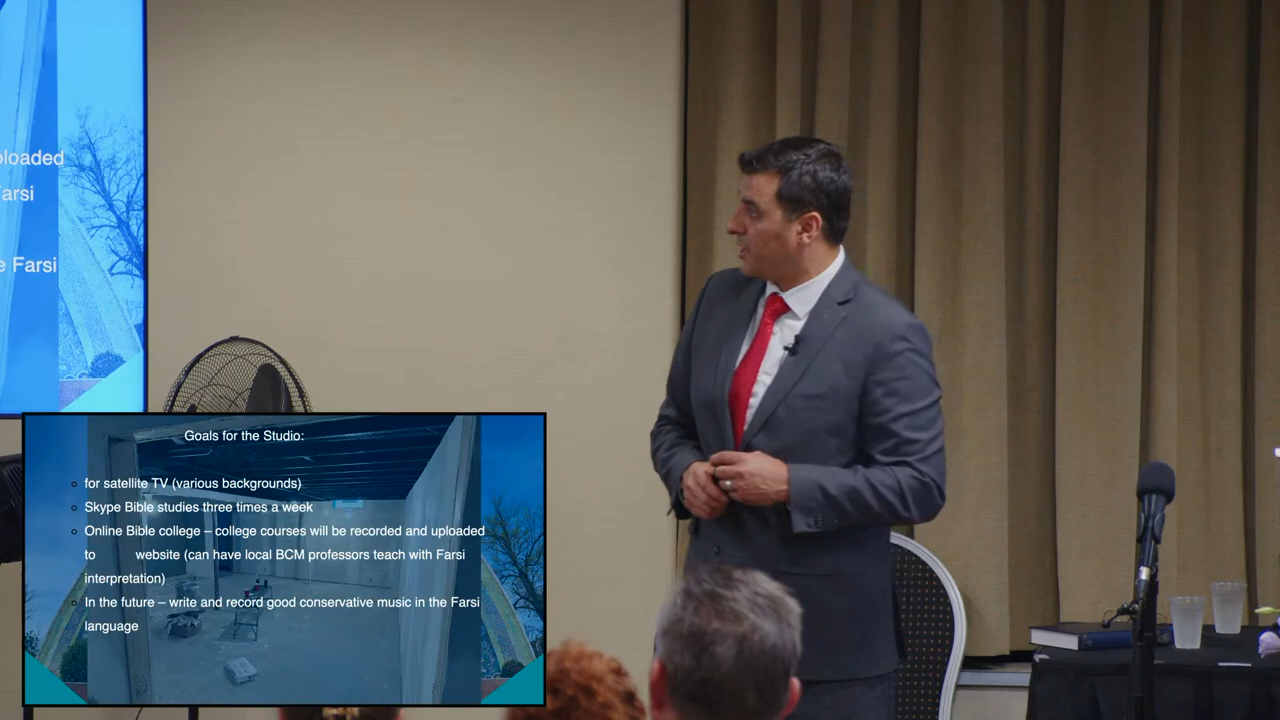 ploaded
arsi
e Farsi
Goals for the Studio:
for satellite TV (various backgrounds)
Skype Bible studies three times a week
Online Bible college – college courses will be recorded and uploaded
to website (can have local BCM professors teach with Farsi
interpretation)
In the future – write and record good conservative music in the Farsi
language